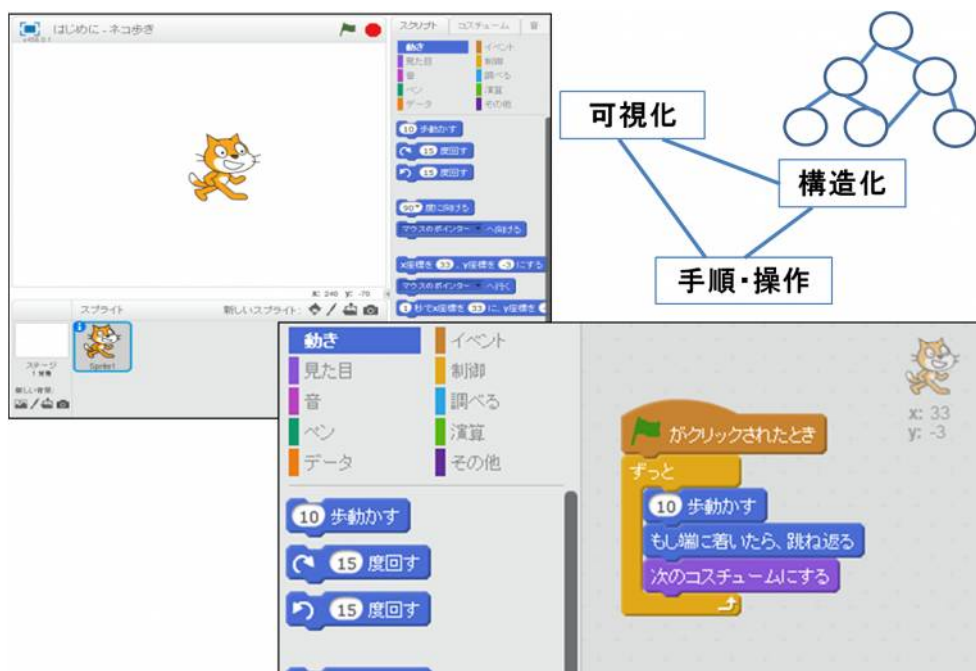 はじめに - ネコ歩き
スクリプト コスチューム 音
動き イベント
見た目 制御
音 調べる
ペン 演算
データ その他
10 歩動かす
15 度回す
15 度回す
90 度に向ける
マウスのポインター へ向ける
x座標を 33 、y座標を -3 にする
マウスのポインター へ行く
1 秒でx座標を 33 に、y座標を
x: 240 y: -70
スプライト 新しいスプライト:
ステージ
Sprite1
新しい背景:
可視化
構造化
手順・操作
動き イベント
見た目 制御
音 調べる
ペン 演算
データ その他
10 歩動かす
15 度回す
15 度回す
x: 33
y: -3
がクリックされたとき
ずっと
10 歩動かす
もし端に着いたら、跳ね返る
次のコスチュームにする